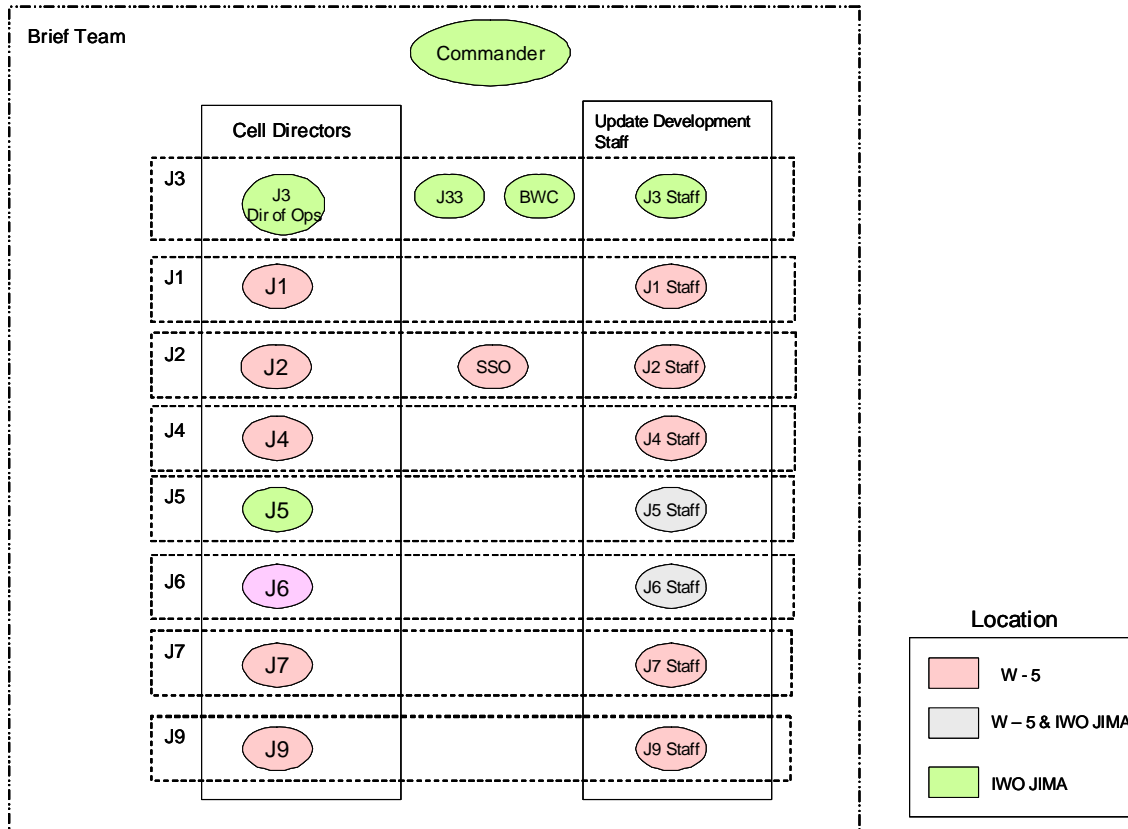 Brief Team
Commander
Cell Directors
Update Development
Staff
J3
J3
Dir of Ops
J33
BWC
J3 Staff
J1
J1
J1 Staff
J2
J2
SSO
J2 Staff
J4
J4
J4 Staff
J5
J5
J5 Staff
J6
J6
J6 Staff
J7
J7
J7 Staff
J9
J9
J9 Staff
Location
W - 5
W – 5 & IWO JIMA
IWO JIMA